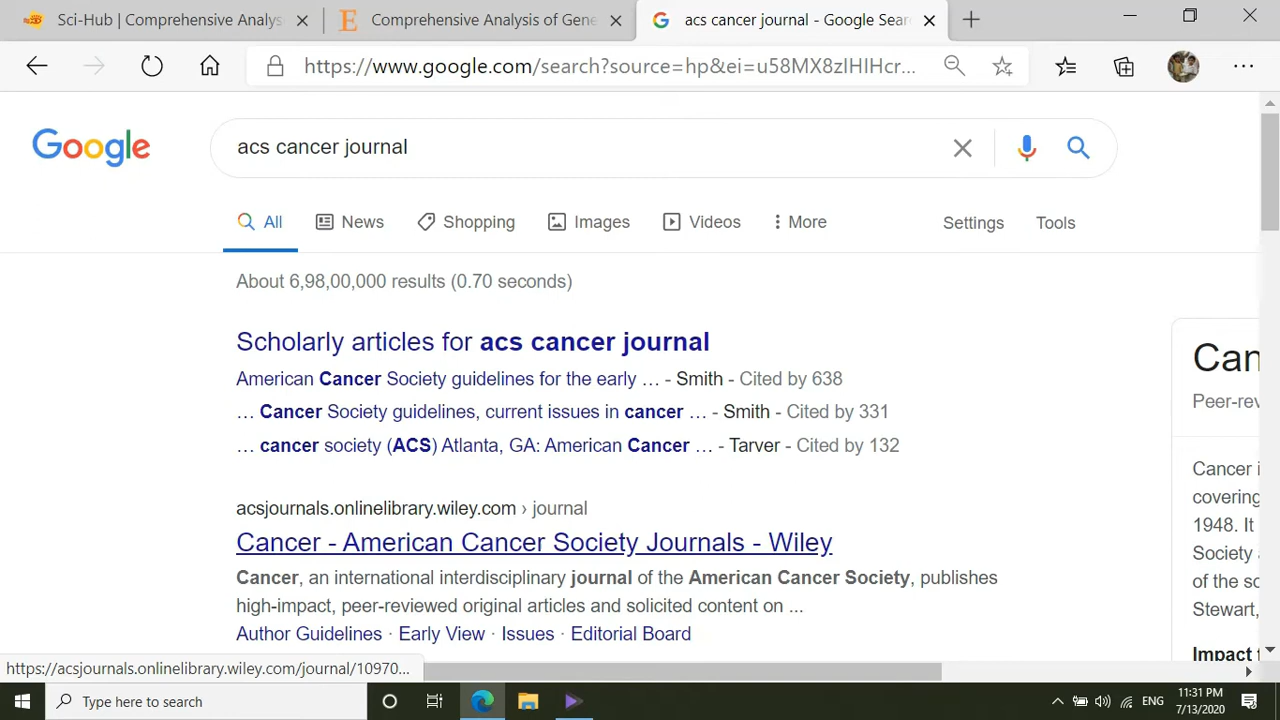 Sci-Hub | Comprehensive Analys
Comprehensive Analysis of Gene
acs cancer journal - Google Sear
https://www.google.com/search?source=hp&ei=u58MX8zIHIHcr...
Google
acs cancer journal
All
News
Shopping
Images
Videos
More
Settings
Tools
About 6,98,00,000 results (0.70 seconds)
Scholarly articles for acs cancer journal
American Cancer Society guidelines for the early ... - Smith - Cited by 638
... Cancer Society guidelines, current issues in cancer ... - Smith - Cited by 331
... cancer society (ACS) Atlanta, GA: American Cancer ... - Tarver - Cited by 132
acsjournals.onlinelibrary.wiley.com › journal
Cancer - American Cancer Society Journals - Wiley
Cancer, an international interdisciplinary journal of the American Cancer Society, publishes
high-impact, peer-reviewed original articles and solicited content on ...
Author Guidelines · Early View · Issues · Editorial Board
Can
Peer-rev
Cancer i
covering
1948. It
Society
of the sc
Stewart,
Impact
https://acsjournals.onlinelibrary.wiley.com/journal/10970...
Type here to search
ENG
11:31 PM
7/13/2020